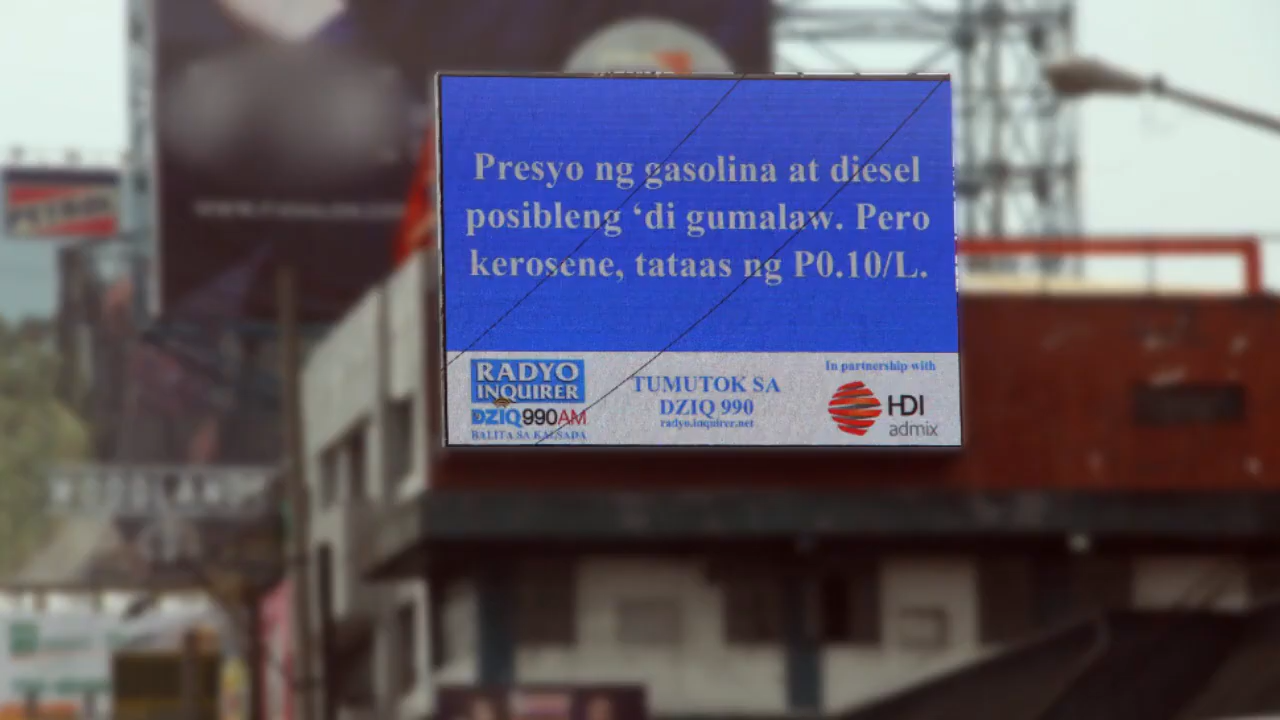 Presyo ng gasolina at diesel
posibleng ‘di gumalaw. Pero
kerosene, tataas ng P0.10/L.
RADYO
INQUIRER
DZIQ990AM
BALITA SA KALSADA
TUMUTOK SA
DZIQ 990
radyo.inquirer.net
In partnership with
HDI
admix
PETRON